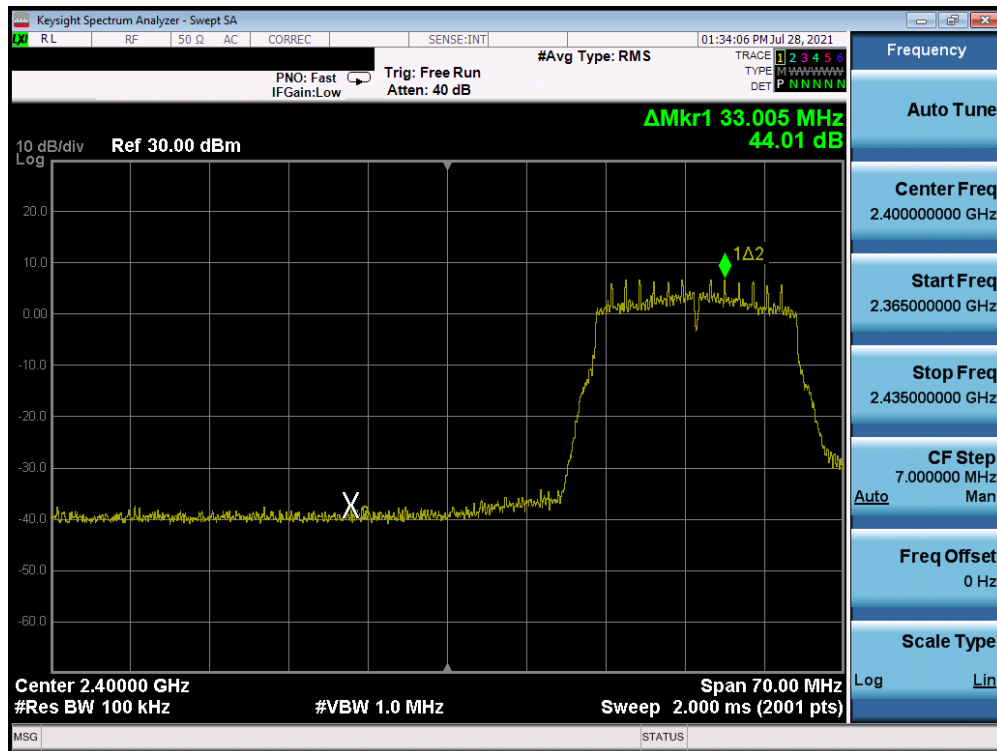 Keysight Spectrum Analyzer - Swept SA
LXI RL RF 50 Ω AC CORREC SENSE:INT 01:34:06 PM Jul 28, 2021
#Avg Type: RMS
TRACE 1 2 3 4 5 6
TYPE M WWWWWW
DET P N N N N N
PNO: Fast
IFGain:Low
Trig: Free Run
Atten: 40 dB
ΔMkr1 33.005 MHz
44.01 dB
10 dB/div
Log
Ref 30.00 dBm
20.0
10.0
0.00
-10.0
-20.0
-30.0
-40.0
-50.0
-60.0
1Δ2
X
Center 2.40000 GHz
#Res BW 100 kHz
#VBW 1.0 MHz
Span 70.00 MHz
Sweep 2.000 ms (2001 pts)
MSG
STATUS
Frequency
Auto Tune
Center Freq
2.400000000 GHz
Start Freq
2.365000000 GHz
Stop Freq
2.435000000 GHz
CF Step
7.000000 MHz
Auto Man
Freq Offset
0 Hz
Scale Type
Log Lin